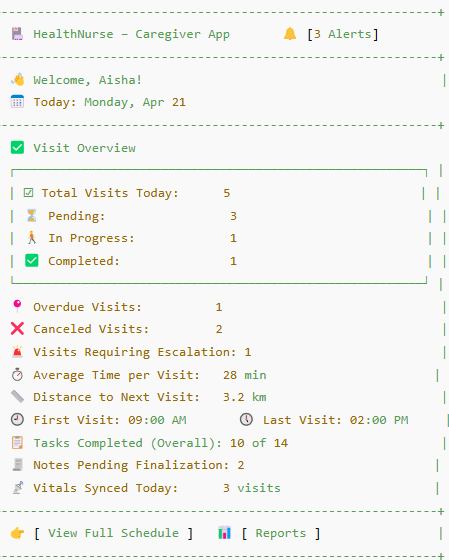 HealthNurse – Caregiver App 🔔 [3 Alerts]
👋 Welcome, Aisha!
📅 Today: Monday, Apr 21
✅ Visit Overview
☑ Total Visits Today: 5
⏳ Pending: 3
🚶 In Progress: 1
✅ Completed: 1
📍 Overdue Visits: 1
❌ Canceled Visits: 2
🚨 Visits Requiring Escalation: 1
⏱ Average Time per Visit: 28 min
📏 Distance to Next Visit: 3.2 km
🕘 First Visit: 09:00 AM 🕔 Last Visit: 02:00 PM
📋 Tasks Completed (Overall): 10 of 14
🧾 Notes Pending Finalization: 2
🔬 Vitals Synced Today: 3 visits
👉 [ View Full Schedule ] 📊 [ Reports ]